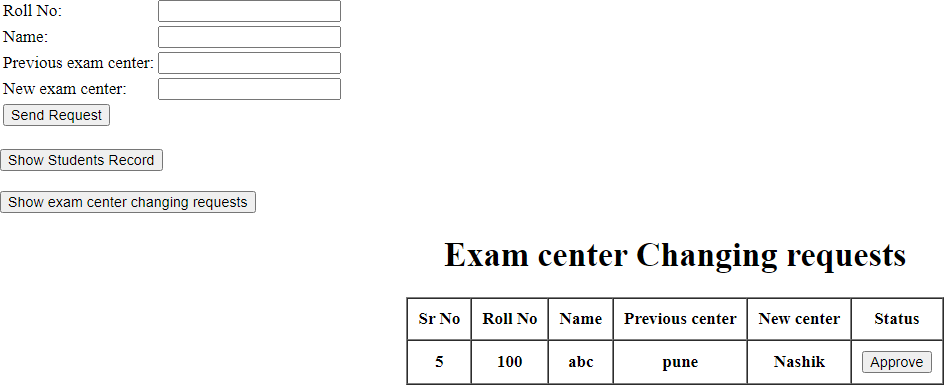 Roll No:
Name:
Previous exam center:
New exam center:
Send Request
Show Students Record
Show exam center changing requests
Exam center Changing requests
Sr No Roll No Name Previous center New center Status
5 100 abc pune Nashik Approve